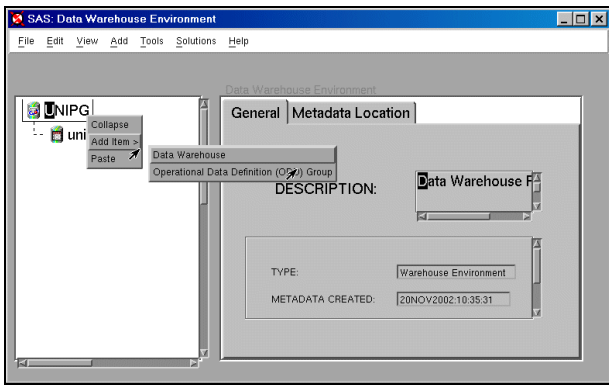 SAS: Data Warehouse Environment
File Edit View Add Tools Solutions Help
Data Warehouse Environment
UNIPG
uni
Collapse
Add Item >
Paste
Data Warehouse
Operational Data Definition (ODD) Group
General
Metadata Location
DESCRIPTION:
Data Warehouse
TYPE:
Warehouse Environment
METADATA CREATED:
20NOV2002:10:35:31